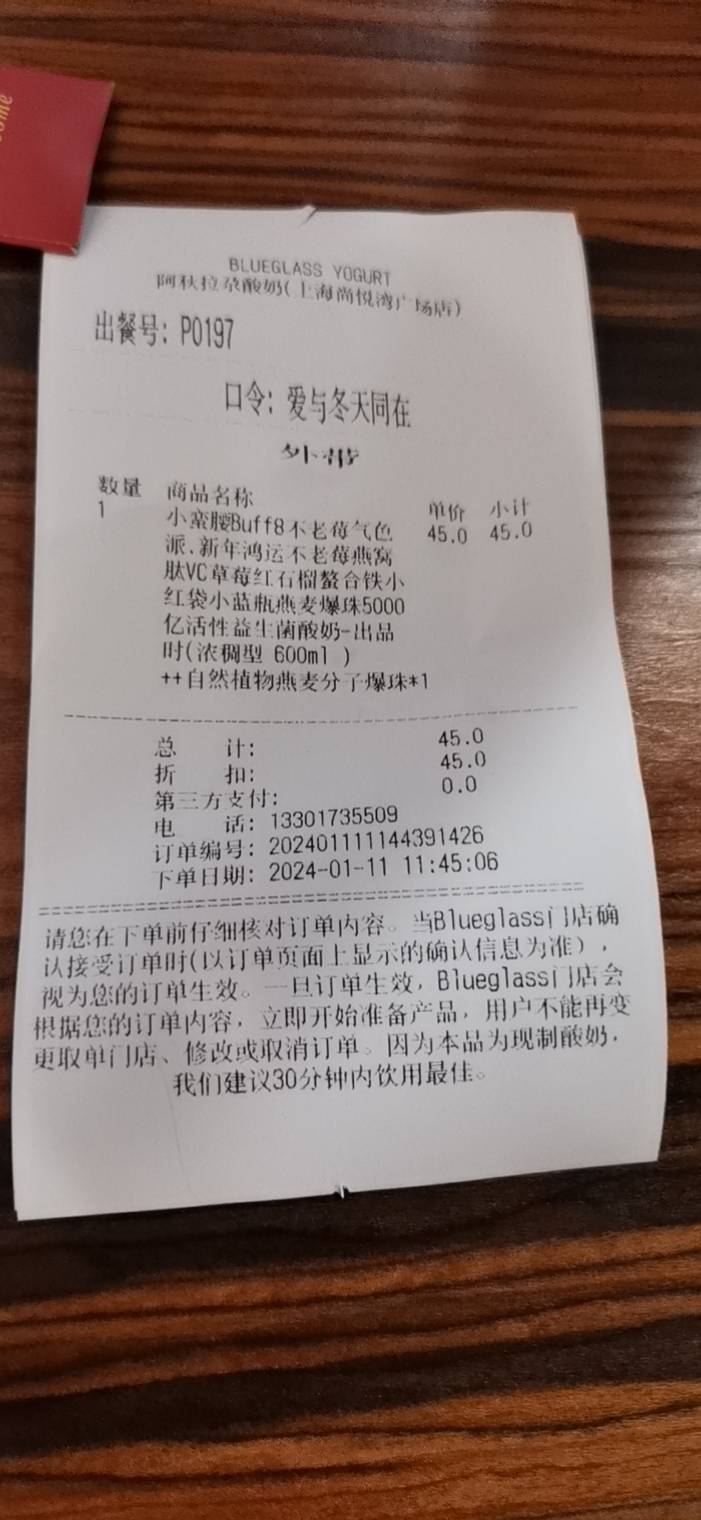 ome
BLUEGLASS YOGURT
阿秋拉尕酸奶(上海尚悦湾广场店)
出餐号: P0197
口令: 爱与冬天同在
外带
数量 商品名称 单价 小计
1 小蛮腰Buff8不老莓气色 45.0 45.0
派.新年鸿运不老莓燕窝
肽VC草莓红石榴螯合铁小
红袋小蓝瓶燕麦爆珠5000
亿活性益生菌酸奶-出品
时(浓稠型 600ml )
++自然植物燕麦分子爆珠*1
总 计: 45.0
折 扣: 45.0
第三方支付: 0.0
电 话: 13301735509
订单编号: 202401111144391426
下单日期: 2024-01-11 11:45:06
请您在下单前仔细核对订单内容。当Blueglass门店确
认接受订单时(以订单页面上显示的确认信息为准),
视为您的订单生效。一旦订单生效, Blueglass门店会
根据您的订单内容, 立即开始准备产品, 用户不能再变
更取单门店、修改或取消订单。因为本品为现制酸奶,
我们建议30分钟内饮用最佳。